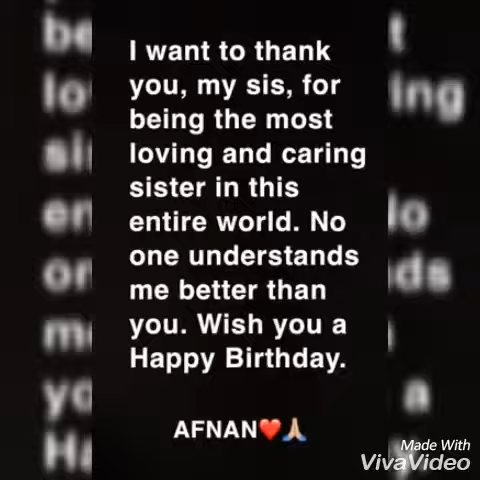 I want to thank
you, my sis, for
being the most
loving and caring
sister in this
entire world. No
one understands
me better than
you. Wish you a
Happy Birthday.
AFNAN❤️🙏🏼
Made With
VivaVideo